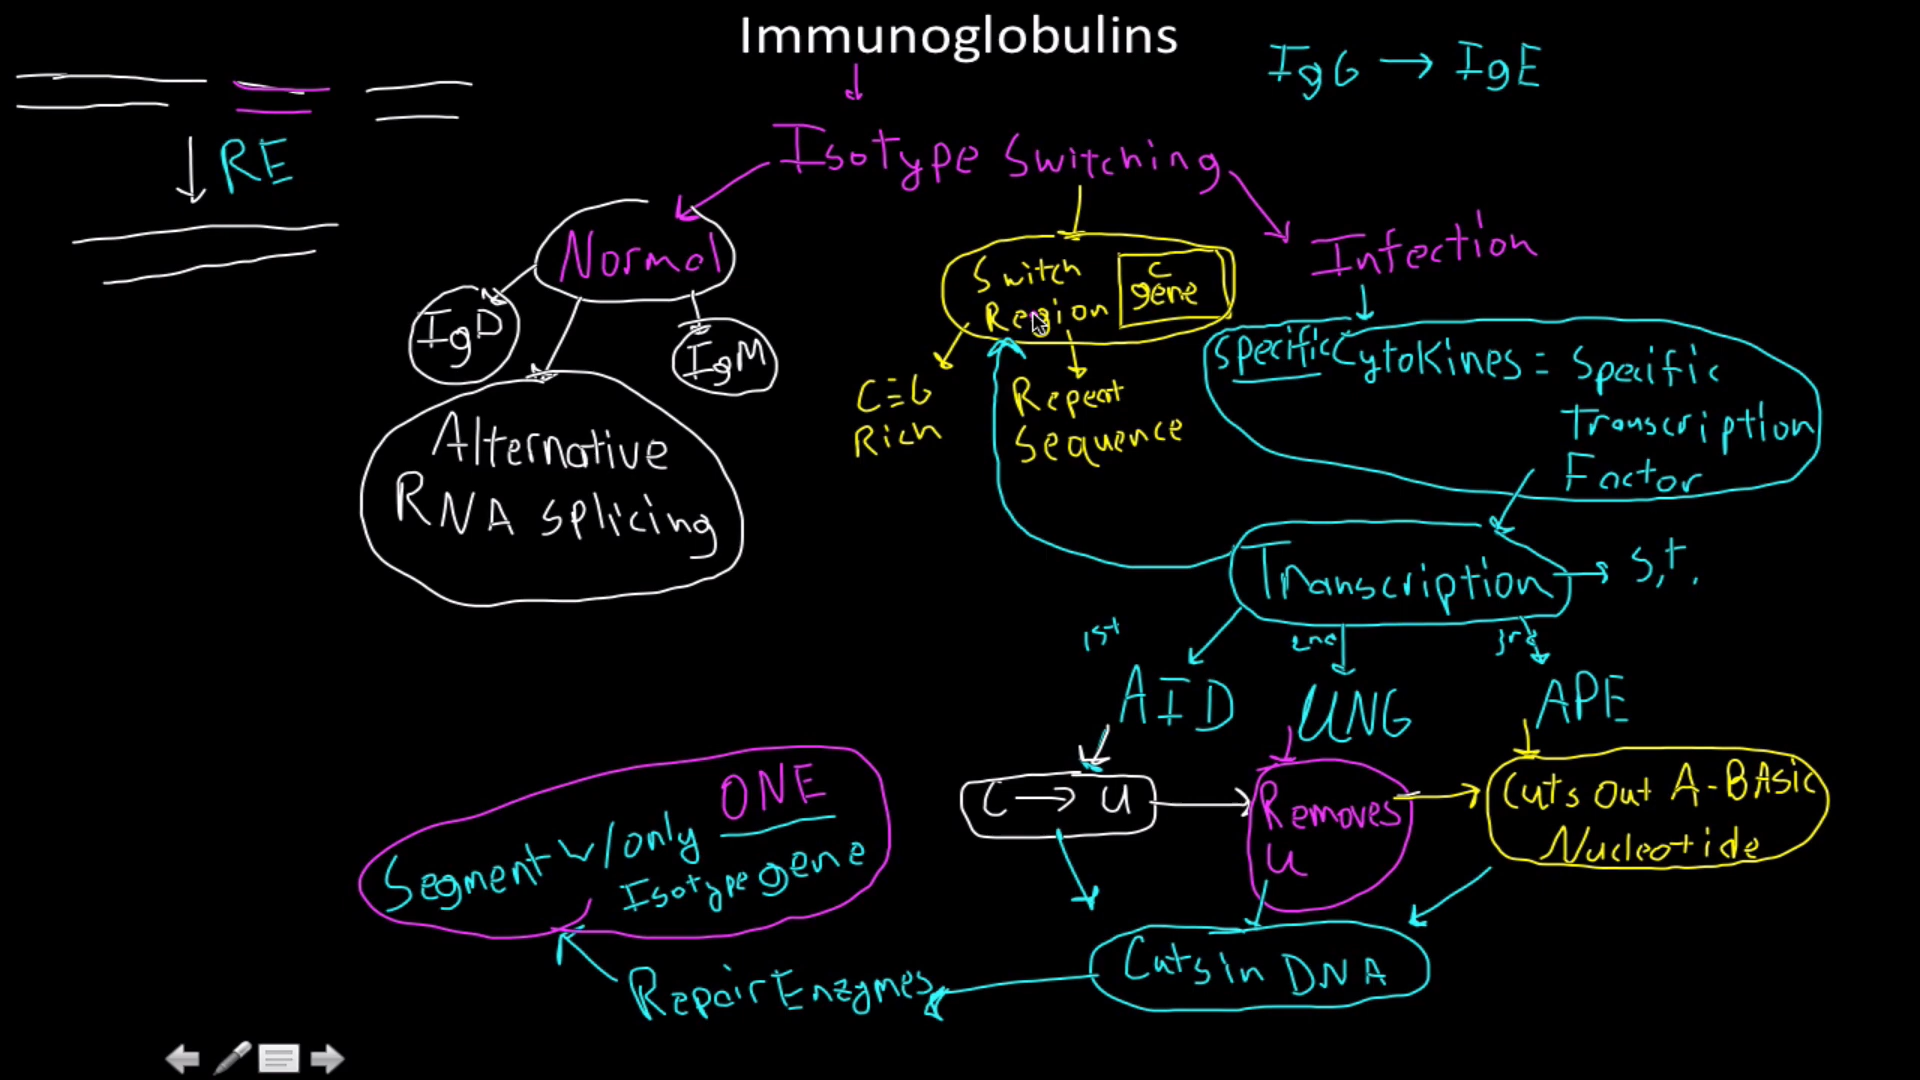 Immunoglobulins
IgG → IgE
Isotype Switching
RE
Normal
IgD
IgM
Alternative
RNA splicing
Switch
Region
C
gene
C≡G
Rich
Repeat
Sequence
Infection
Specific Cytokines = Specific
Transcription
Factor
Transcription → S,t.
1st
AID
2nd
UNG
3rd
APE
C → U
Removes
U
Cuts Out A-BASic
Nucleotide
Cuts in DNA
Repair Enzymes
Segment w/ only ONE
Isotype gene